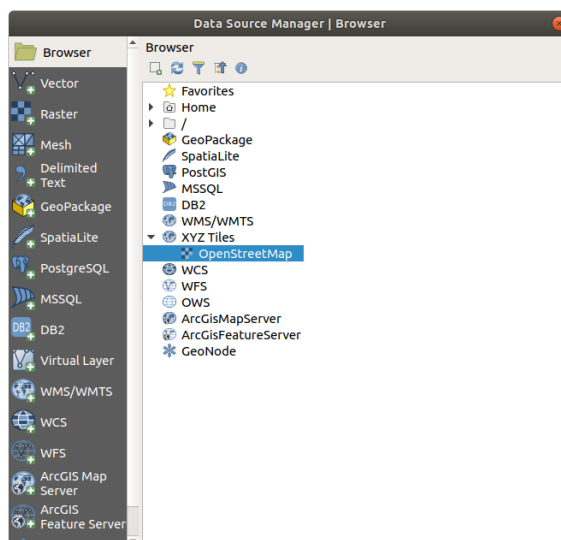 Data Source Manager | Browser
Browser
Vector
Raster
Mesh
Delimited
Text
GeoPackage
SpatiaLite
PostgreSQL
MSSQL
DB2
DB2
Virtual Layer
WMS/WMTS
WCS
WFS
ArcGIS Map
Server
ArcGIS
Feature Server
Browser
Favorites
Home
/
GeoPackage
SpatiaLite
PostGIS
MSSQL
DB2
WMS/WMTS
XYZ Tiles
OpenStreetMap
WCS
WFS
OWS
ArcGisMapServer
ArcGisFeatureServer
GeoNode